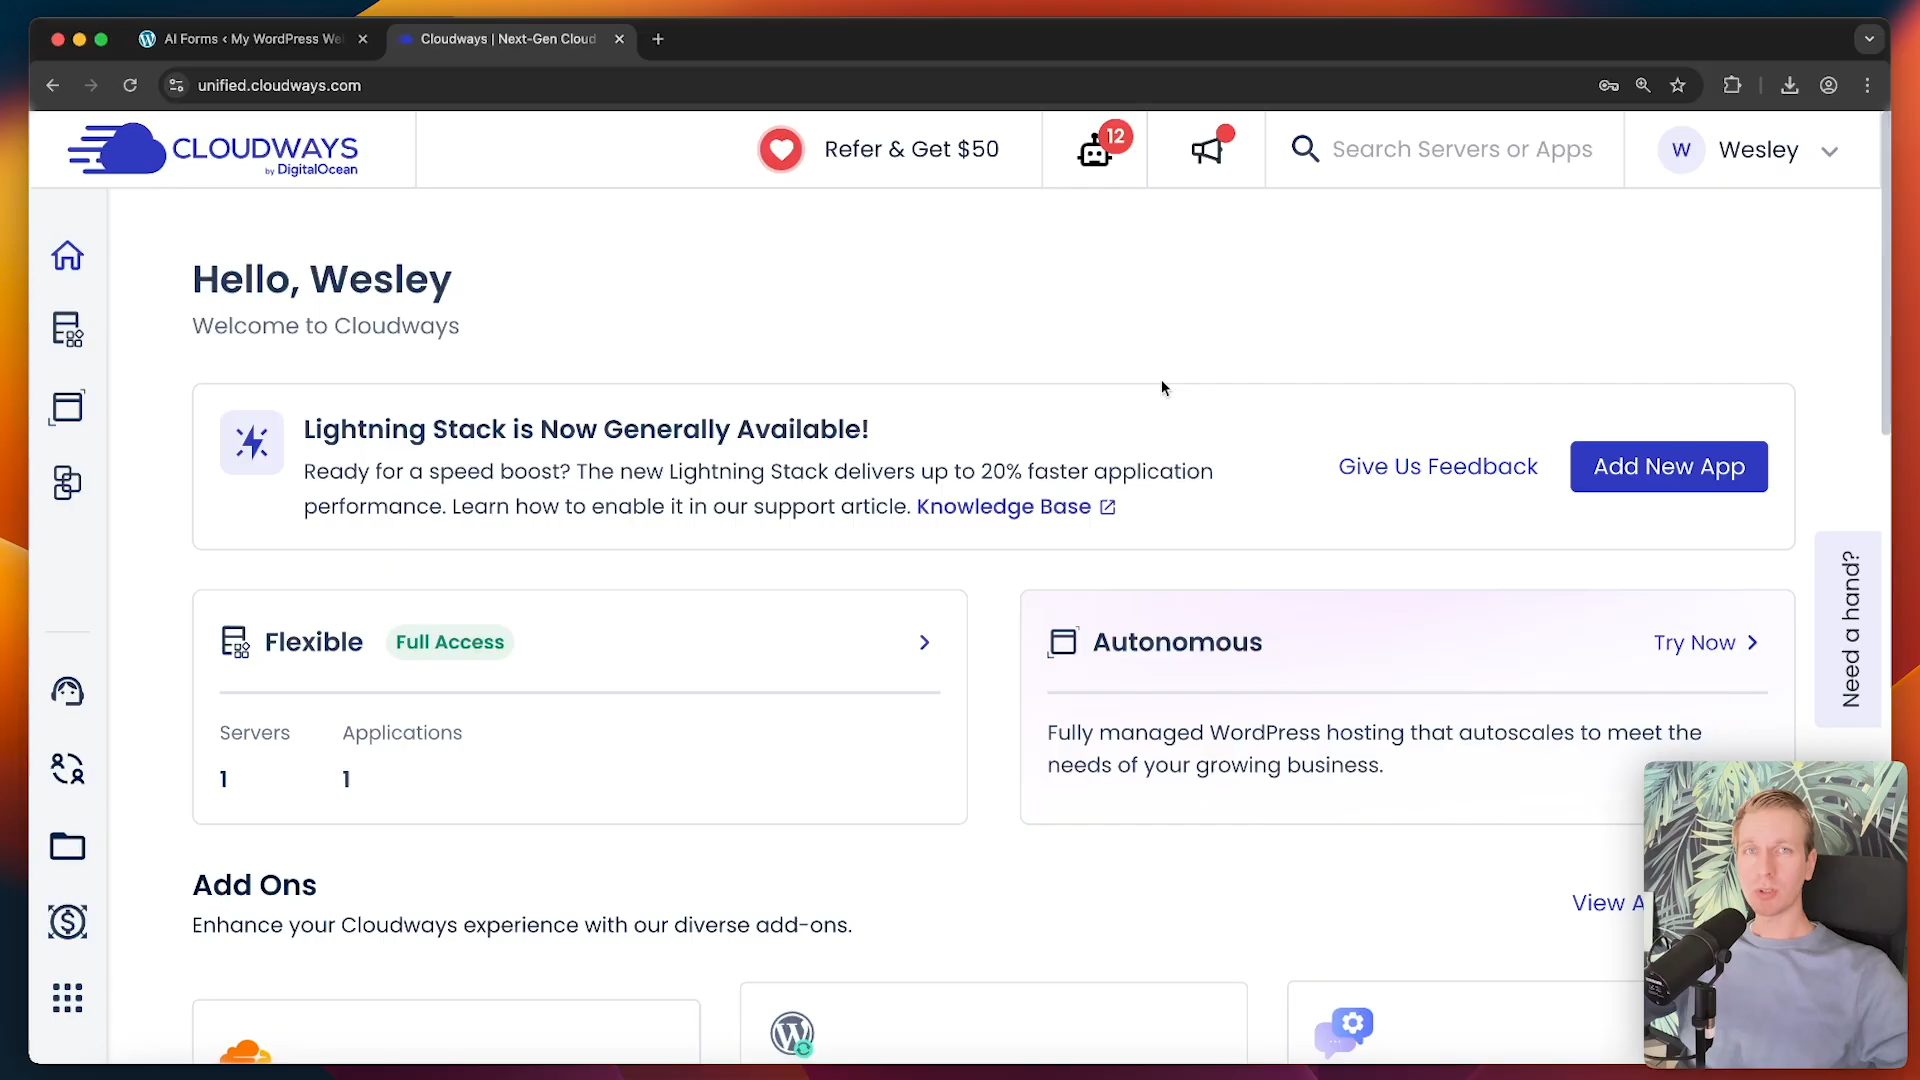 AI Forms < My WordPress We
Cloudways | Next-Gen Cloud
unified.cloudways.com
CLOUDWAYS
by DigitalOcean
Refer & Get $50
12
Search Servers or Apps
W
Wesley
Hello, Wesley
Welcome to Cloudways
Lightning Stack is Now Generally Available!
Ready for a speed boost? The new Lightning Stack delivers up to 20% faster application
performance. Learn how to enable it in our support article. Knowledge Base
Give Us Feedback
Add New App
Need a hand?
Flexible
Full Access
Servers
Applications
1
1
Autonomous
Try Now
Fully managed WordPress hosting that autoscales to meet the
needs of your growing business.
Add Ons
Enhance your Cloudways experience with our diverse add-ons.
View A